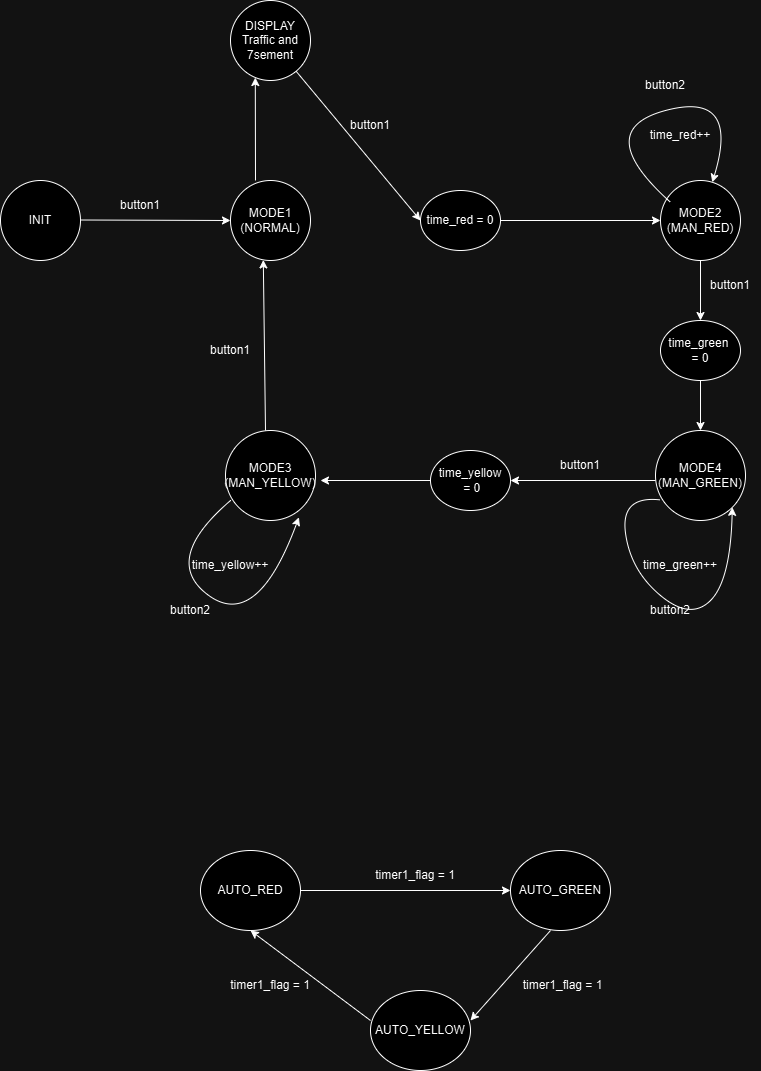 DISPLAY
Traffic and
7sement
button1
button2
time_red++
INIT
button1
MODE1
(NORMAL)
time_red = 0
MODE2
(MAN_RED)
button1
button1
time_green
= 0
MODE3
(MAN_YELLOW)
time_yellow
= 0
button1
MODE4
(MAN_GREEN)
time_yellow++
button2
time_green++
button2
AUTO_RED
timer1_flag = 1
AUTO_GREEN
timer1_flag = 1
timer1_flag = 1
AUTO_YELLOW